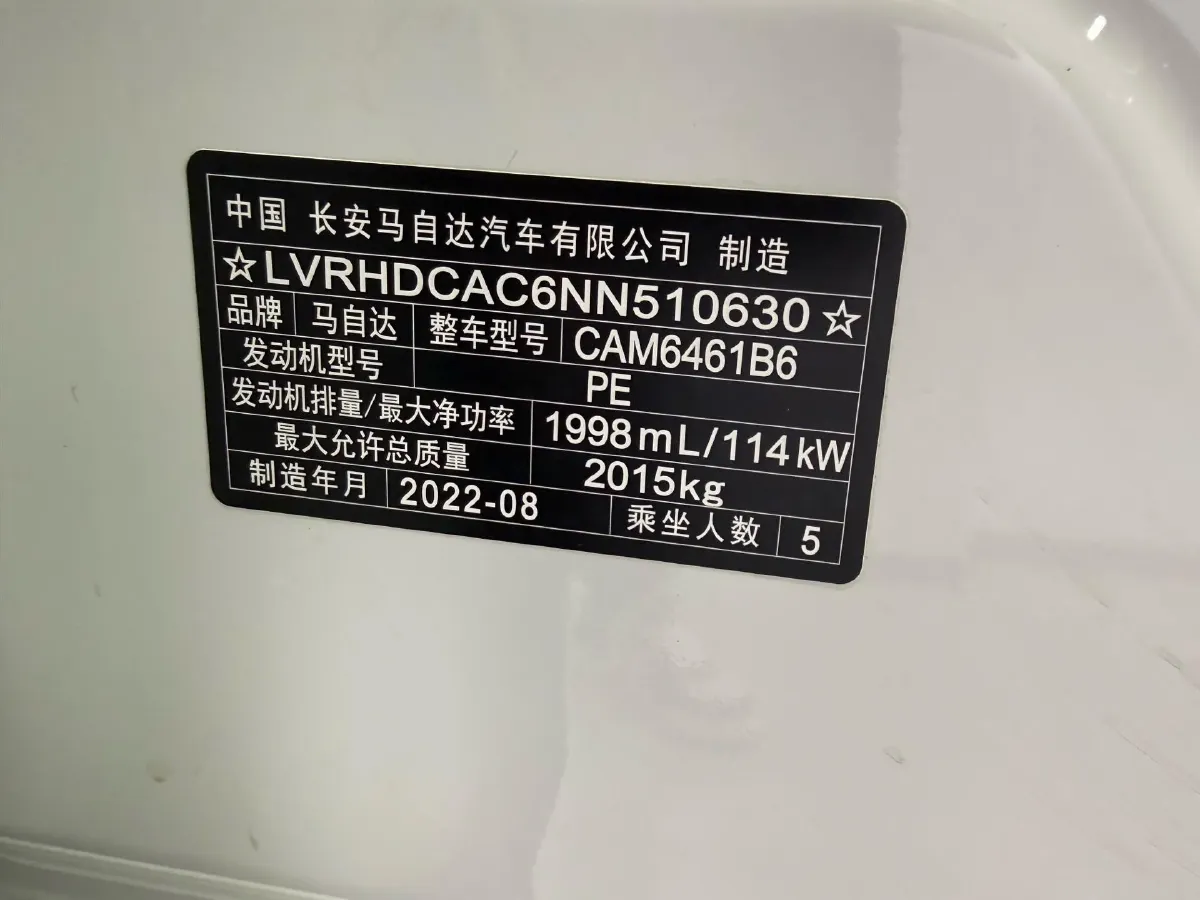 中国 长安马自达汽车有限公司 制造
☆LVRHDCAC6NN510630☆
品牌 马自达 整车型号 CAM6461B6
发动机型号 PE
发动机排量/最大净功率 1998mL/114kW
最大允许总质量 2015kg
制造年月 2022-08 乘坐人数 5